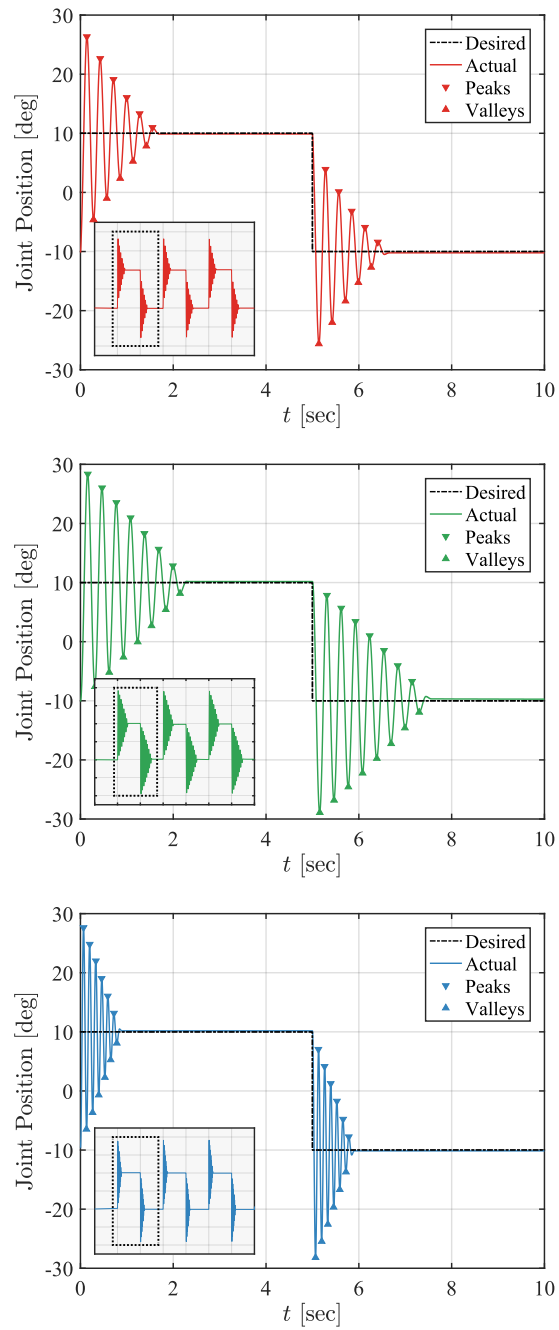 30
20
10
0
-10
-20
-30
Joint Position [deg]
Desired
Actual
Peaks
Valleys
0 2 4 6 8 10
t [sec]
30
20
10
0
-10
-20
-30
Joint Position [deg]
Desired
Actual
Peaks
Valleys
0 2 4 6 8 10
t [sec]
30
20
10
0
-10
-20
-30
Joint Position [deg]
Desired
Actual
Peaks
Valleys
0 2 4 6 8 10
t [sec]